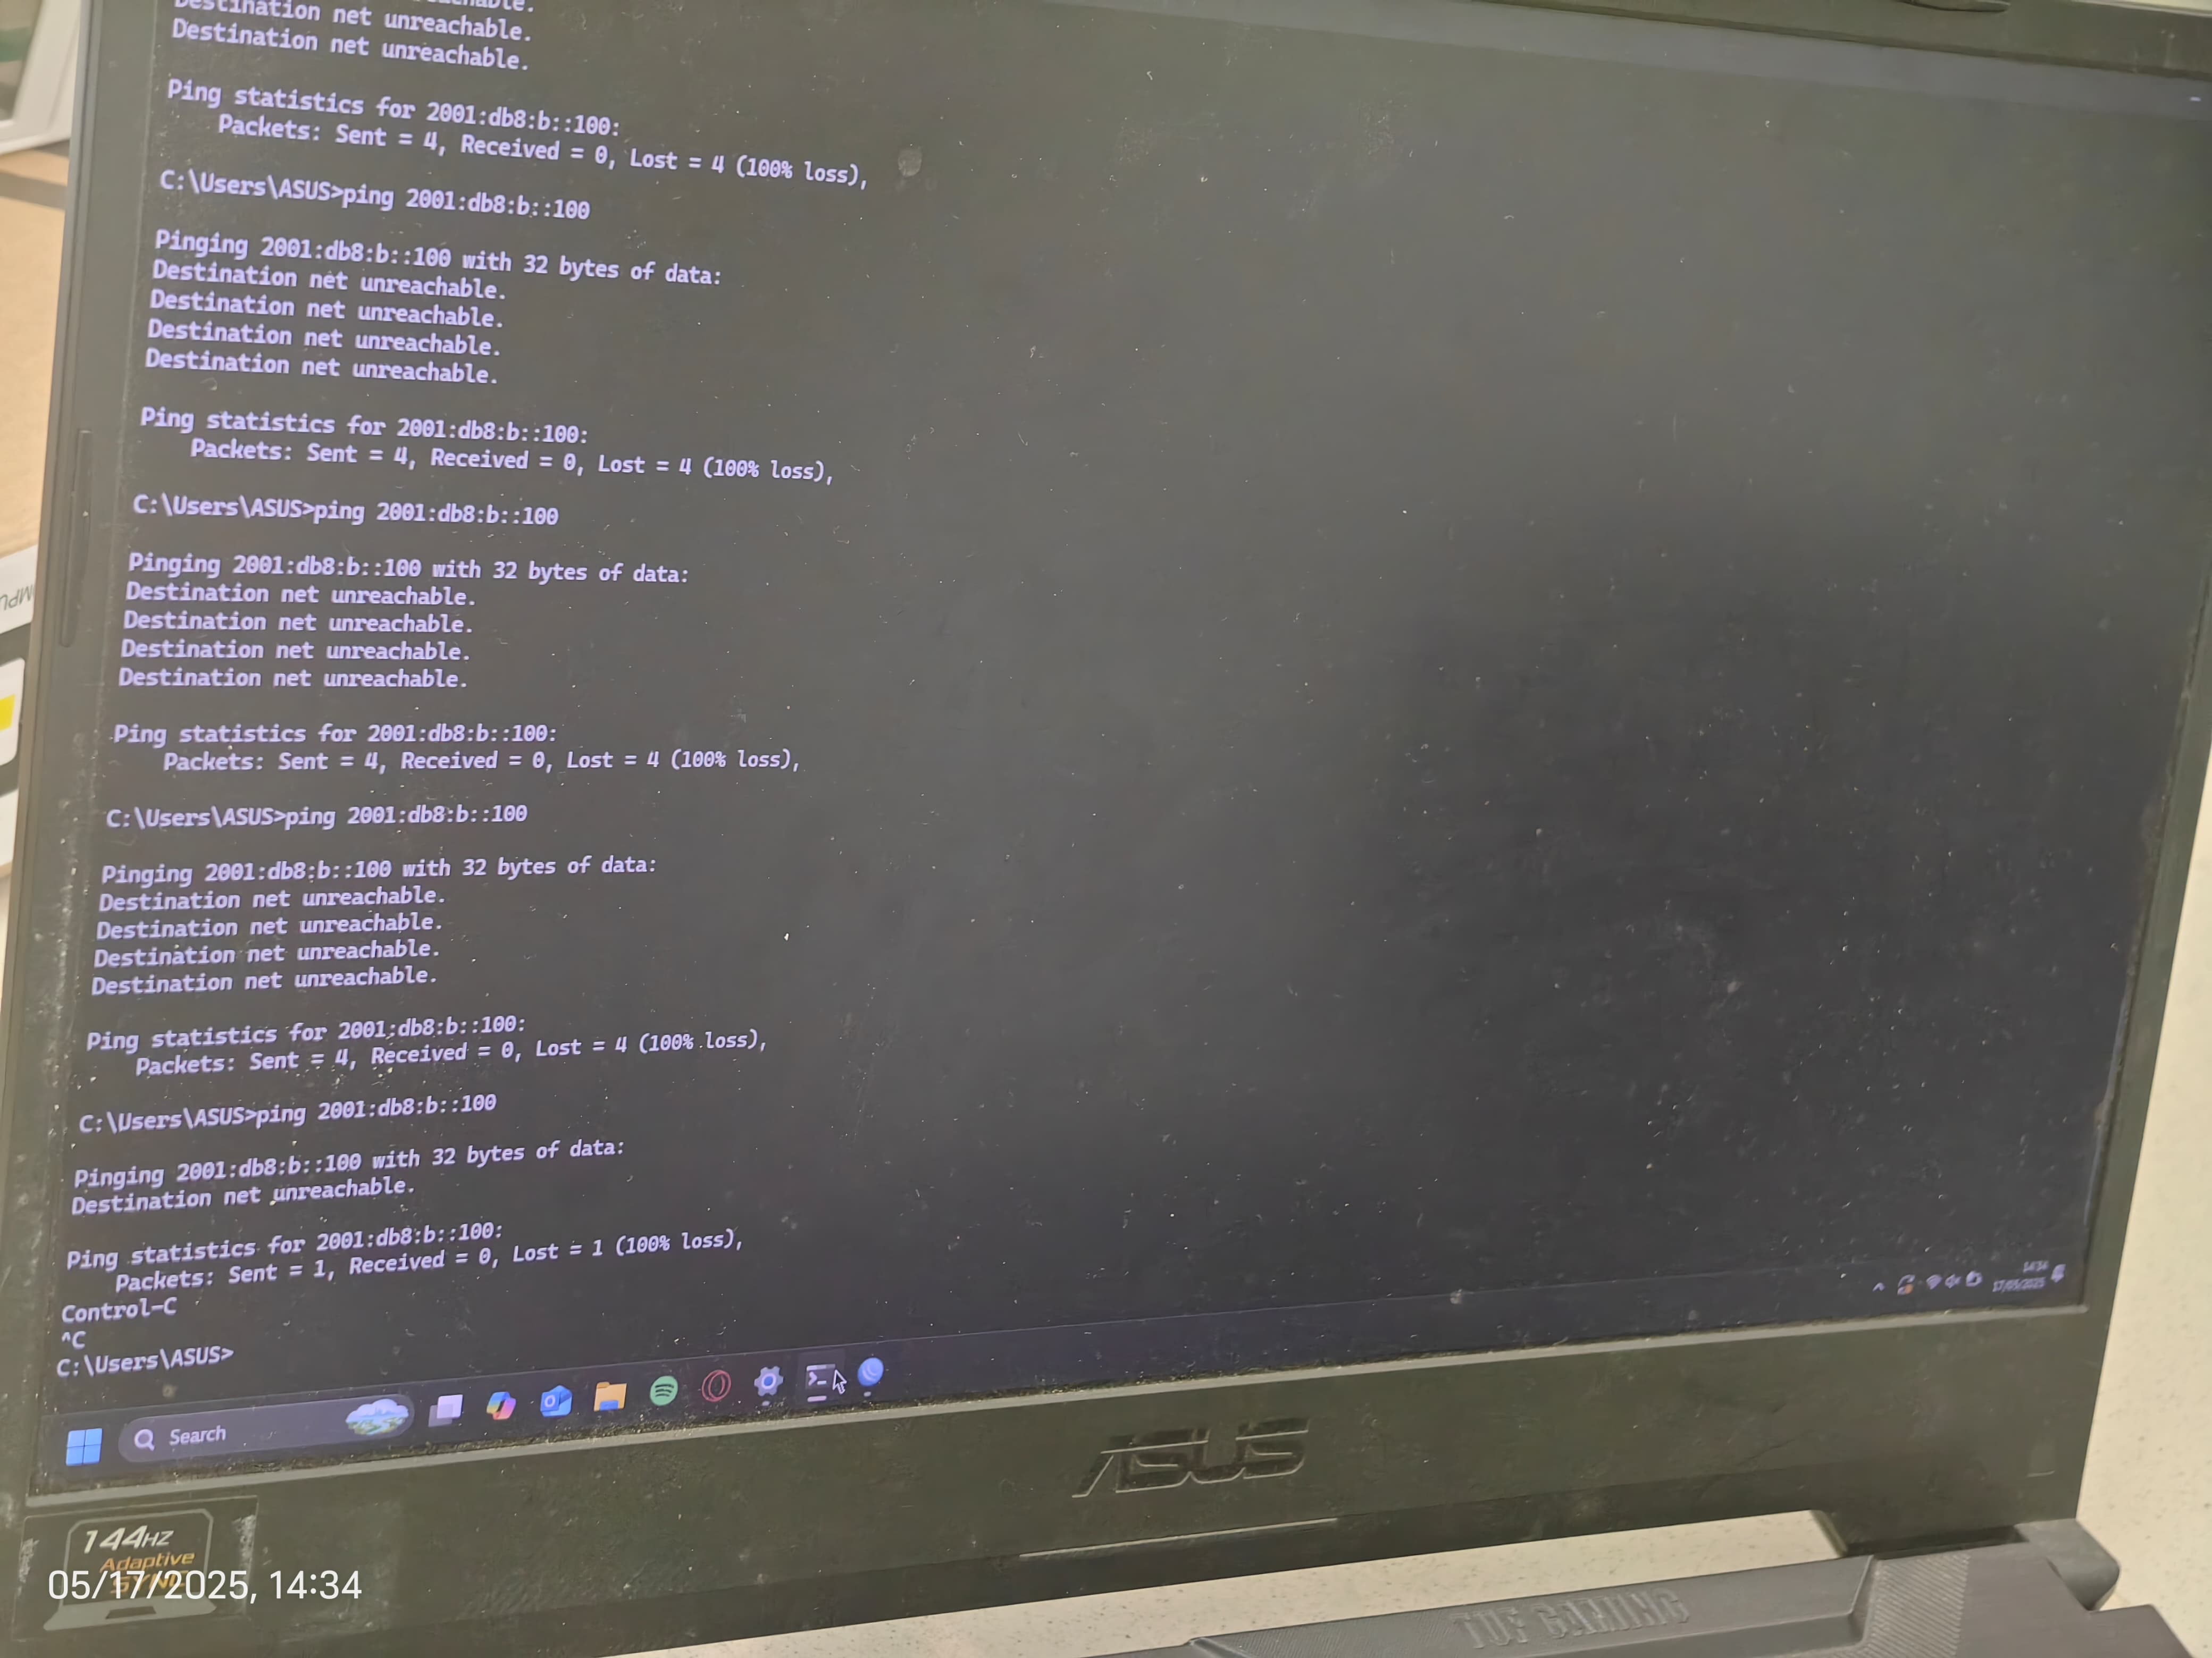 Destination net unreachable.
Destination net unreachable.
Ping statistics for 2001:db8:b::100:
Packets: Sent = 4, Received = 0, Lost = 4 (100% loss),
C:\Users\ASUS>ping 2001:db8:b::100
Pinging 2001:db8:b::100 with 32 bytes of data:
Destination net unreachable.
Destination net unreachable.
Destination net unreachable.
Destination net unreachable.
Ping statistics for 2001:db8:b::100:
Packets: Sent = 4, Received = 0, Lost = 4 (100% loss),
C:\Users\ASUS>ping 2001:db8:b::100
Pinging 2001:db8:b::100 with 32 bytes of data:
Destination net unreachable.
Destination net unreachable.
Destination net unreachable.
Destination net unreachable.
Ping statistics for 2001:db8:b::100:
Packets: Sent = 4, Received = 0, Lost = 4 (100% loss),
C:\Users\ASUS>ping 2001:db8:b::100
Pinging 2001:db8:b::100 with 32 bytes of data:
Destination net unreachable.
Destination net unreachable.
Destination net unreachable.
Destination net unreachable.
Ping statistics for 2001:db8:b::100:
Packets: Sent = 4, Received = 0, Lost = 4 (100% loss),
C:\Users\ASUS>ping 2001:db8:b::100
Pinging 2001:db8:b::100 with 32 bytes of data:
Destination net unreachable.
Ping statistics for 2001:db8:b::100:
Packets: Sent = 1, Received = 0, Lost = 1 (100% loss),
Control-C
^C
C:\Users\ASUS>
14:34
17/05/2025
Search
ASUS
144HZ
Adaptive
SYNC
05/17/2025, 14:34
TUF GAMING